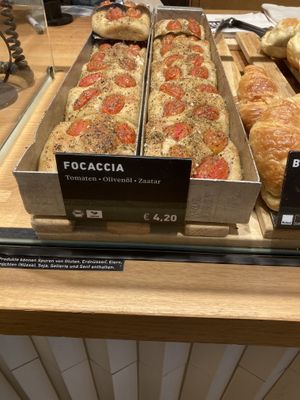 FOCACCIA
Tomaten • Olivenöl • Zaatar
€ 4,20
B
Produkte können Spuren von Gluten, Erdnüssen, Eiern,
(Nüsse), Soja, Sellerie und Senf enthalten.